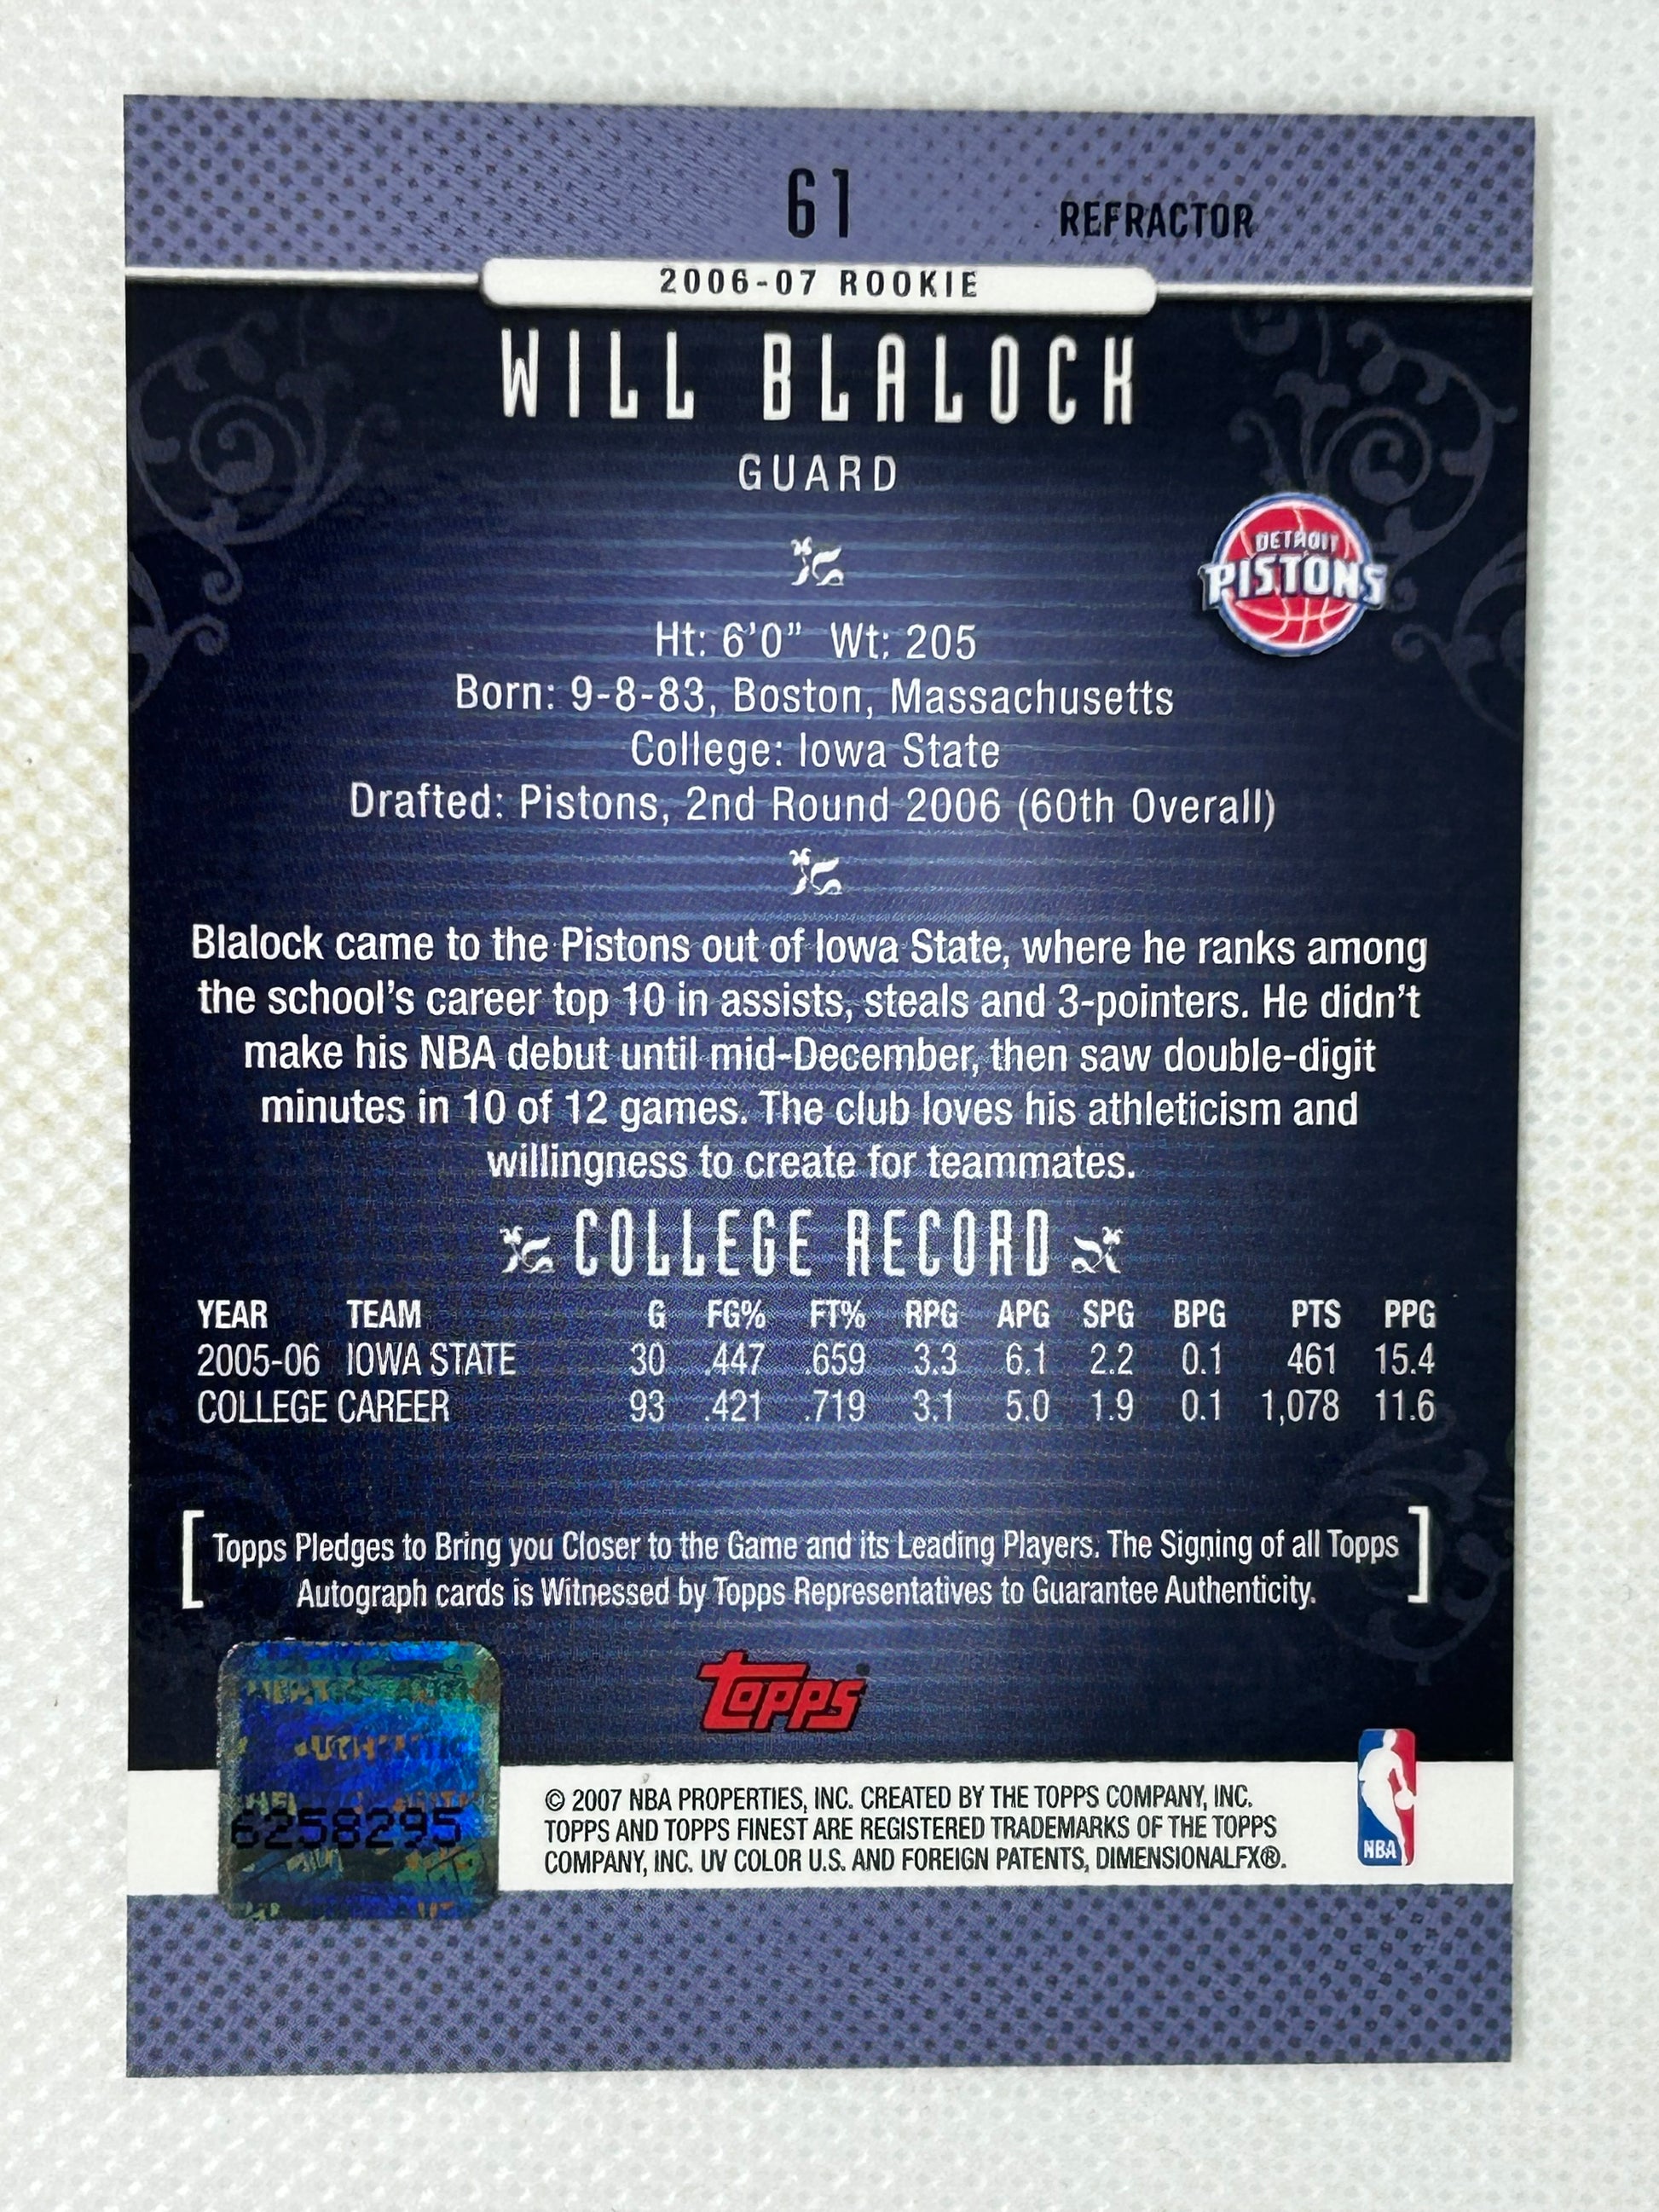 61
REFRACTOR
2006-07 ROOKIE
WILL BLALOCK
GUARD
DETROIT
PISTONS
Ht: 6'0" Wt: 205
Born: 9-8-83, Boston, Massachusetts
College: Iowa State
Drafted: Pistons, 2nd Round 2006 (60th Overall)
Blalock came to the Pistons out of Iowa State, where he ranks among
the school's career top 10 in assists, steals and 3-pointers. He didn't
make his NBA debut until mid-December, then saw double-digit
minutes in 10 of 12 games. The club loves his athleticism and
willingness to create for teammates.
COLLEGE RECORD
YEAR TEAM G FG% FT% RPG APG SPG BPG PTS PPG
2005-06 IOWA STATE 30 .447 .659 3.3 6.1 2.2 0.1 461 15.4
COLLEGE CAREER 93 .421 .719 3.1 5.0 1.9 0.1 1,078 11.6
[Topps Pledges to Bring you Closer to the Game and its Leading Players. The Signing of all Topps
Autograph cards is Witnessed by Topps Representatives to Guarantee Authenticity.]
Topps
6258295
© 2007 NBA PROPERTIES, INC. CREATED BY THE TOPPS COMPANY, INC.
TOPPS AND TOPPS FINEST ARE REGISTERED TRADEMARKS OF THE TOPPS
COMPANY, INC. UV COLOR U.S. AND FOREIGN PATENTS, DIMENSIONALFX®.
NBA